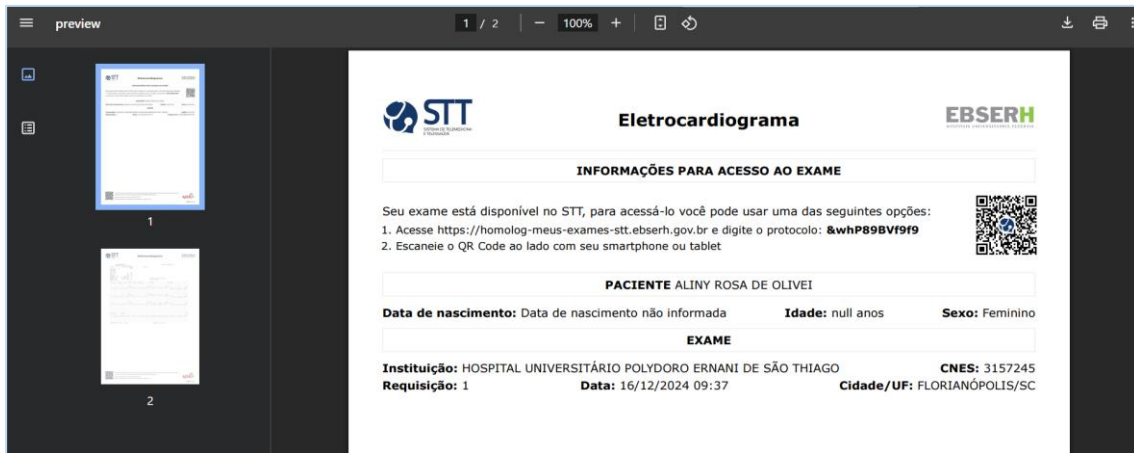 preview
1 / 2
100%
1
2
STT
SISTEMA DE TELEMEDICINA
E TELESSAÚDE
Eletrocardiograma
EBSERH
HOSPITAIS UNIVERSITÁRIOS FEDERAIS
INFORMAÇÕES PARA ACESSO AO EXAME
Seu exame está disponível no STT, para acessá-lo você pode usar uma das seguintes opções:
1. Acesse https://homolog-meus-exames-stt.ebserh.gov.br e digite o protocolo: &whP89BVf9f9
2. Escaneie o QR Code ao lado com seu smartphone ou tablet
PACIENTE ALINY ROSA DE OLIVEI
Data de nascimento: Data de nascimento não informada Idade: null anos Sexo: Feminino
EXAME
Instituição: HOSPITAL UNIVERSITÁRIO POLYDORO ERNANI DE SÃO THIAGO CNES: 3157245
Requisição: 1 Data: 16/12/2024 09:37 Cidade/UF: FLORIANÓPOLIS/SC